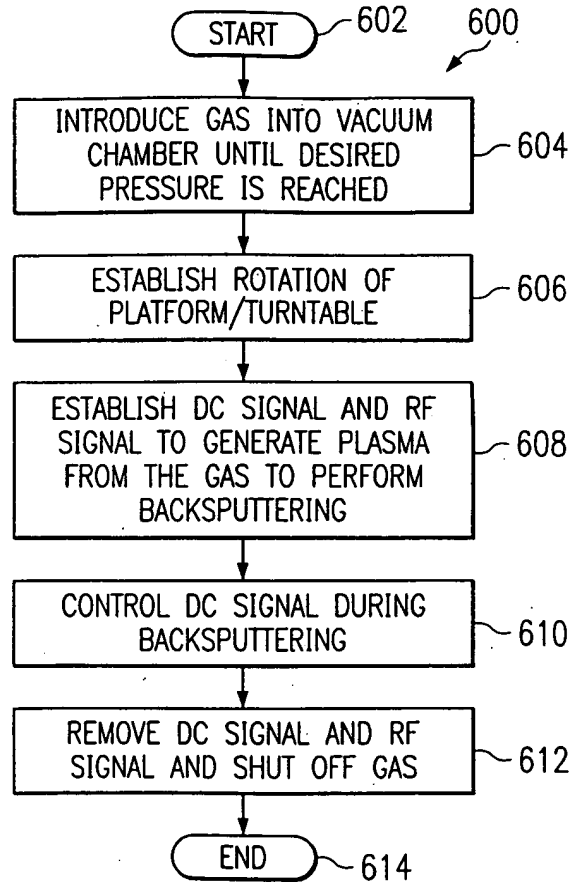 START
602
600
INTRODUCE GAS INTO VACUUM
CHAMBER UNTIL DESIRED
PRESSURE IS REACHED
604
ESTABLISH ROTATION OF
PLATFORM/TURNTABLE
606
ESTABLISH DC SIGNAL AND RF
SIGNAL TO GENERATE PLASMA
FROM THE GAS TO PERFORM
BACKSPUTTERING
608
CONTROL DC SIGNAL DURING
BACKSPUTTERING
610
REMOVE DC SIGNAL AND RF
SIGNAL AND SHUT OFF GAS
612
END
614